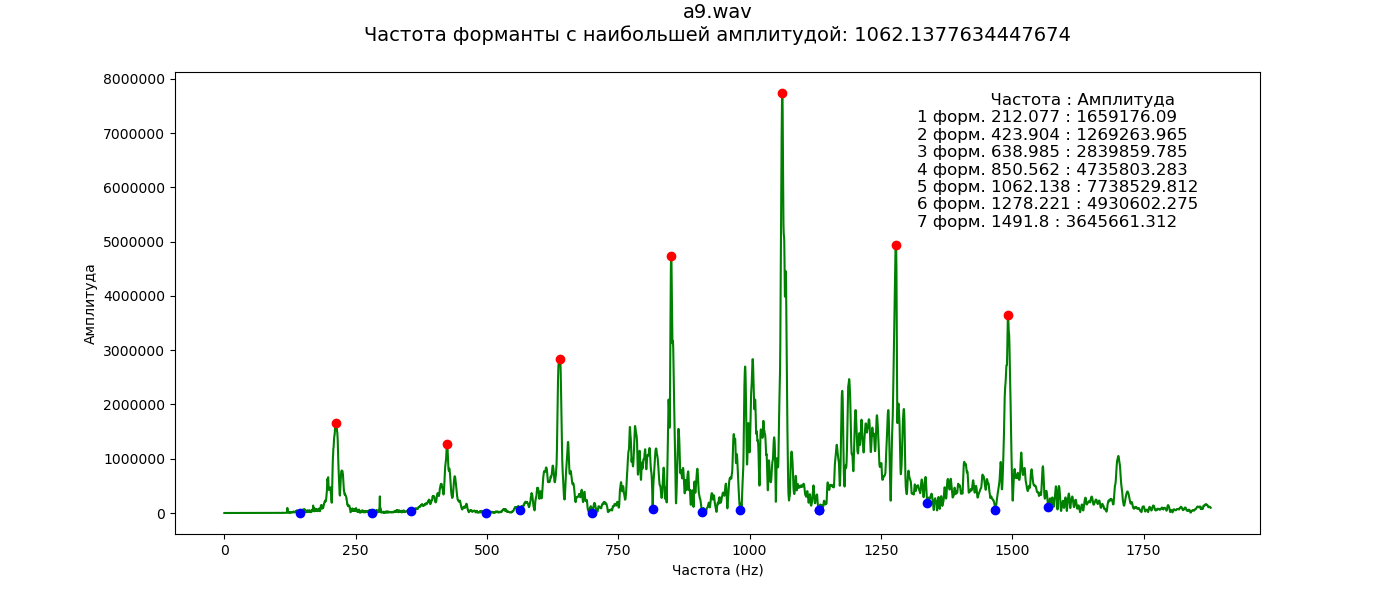 a9.wav
Частота форманты с наибольшей амплитудой: 1062.1377634447674
Частота : Амплитуда
1 форм. 212.077 : 1659176.09
2 форм. 423.904 : 1269263.965
3 форм. 638.985 : 2839859.785
4 форм. 850.562 : 4735803.283
5 форм. 1062.138 : 7738529.812
6 форм. 1278.221 : 4930602.275
7 форм. 1491.8 : 3645661.312
8000000
7000000
6000000
5000000
4000000
3000000
2000000
1000000
0
Амплитуда
0 250 500 750 1000 1250 1500 1750
Частота (Hz)